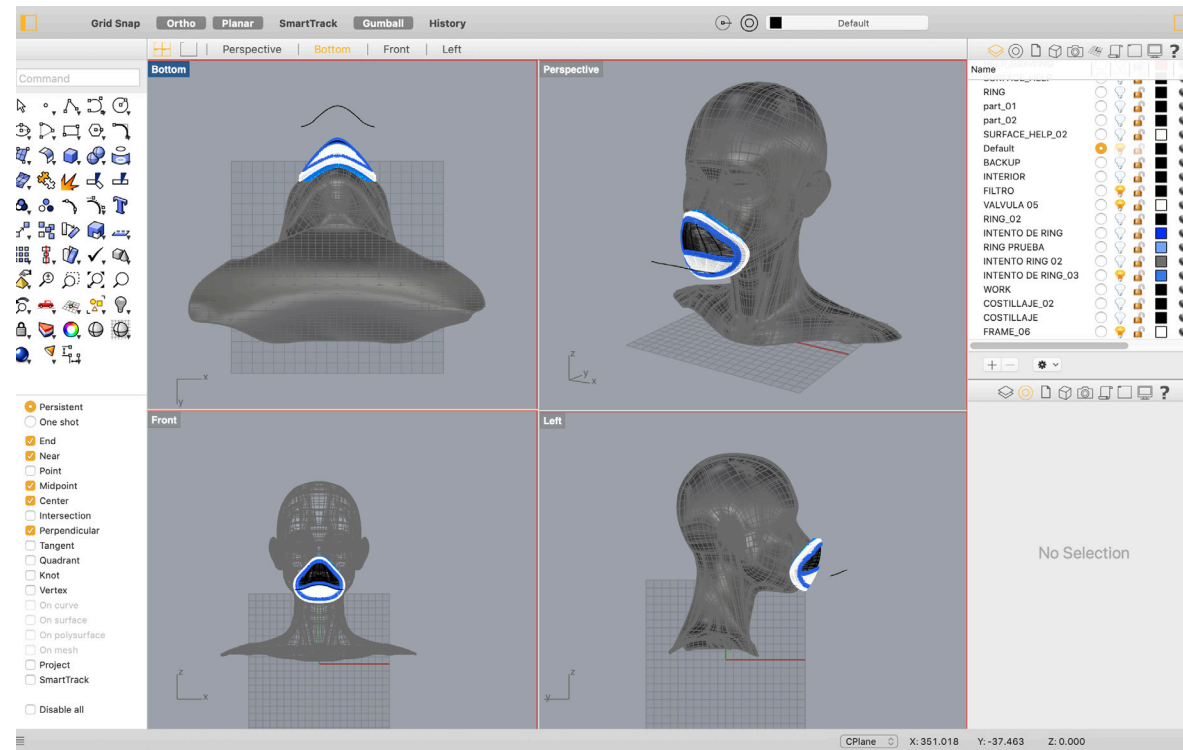 Grid Snap Ortho Planar SmartTrack Gumball History Default
Perspective Bottom Front Left
Command
Bottom
Perspective
Name
RING
part_01
part_02
SURFACE_HELP_02
Default
BACKUP
INTERIOR
FILTRO
VALVULA 05
RING_02
INTENTO DE RING
RING PRUEBA
INTENTO RING 02
INTENTO DE RING_03
WORK
COSTILLAJE_02
COSTILLAJE
FRAME_06
z
y
x
x
y
Persistent
One shot
End
Near
Point
Midpoint
Center
Intersection
Perpendicular
Tangent
Quadrant
Knot
Vertex
On curve
On surface
On polysurface
On mesh
Project
SmartTrack
Disable all
Front
Left
No Selection
z
x
z
y
CPlane X: 351.018 Y: -37.463 Z: 0.000